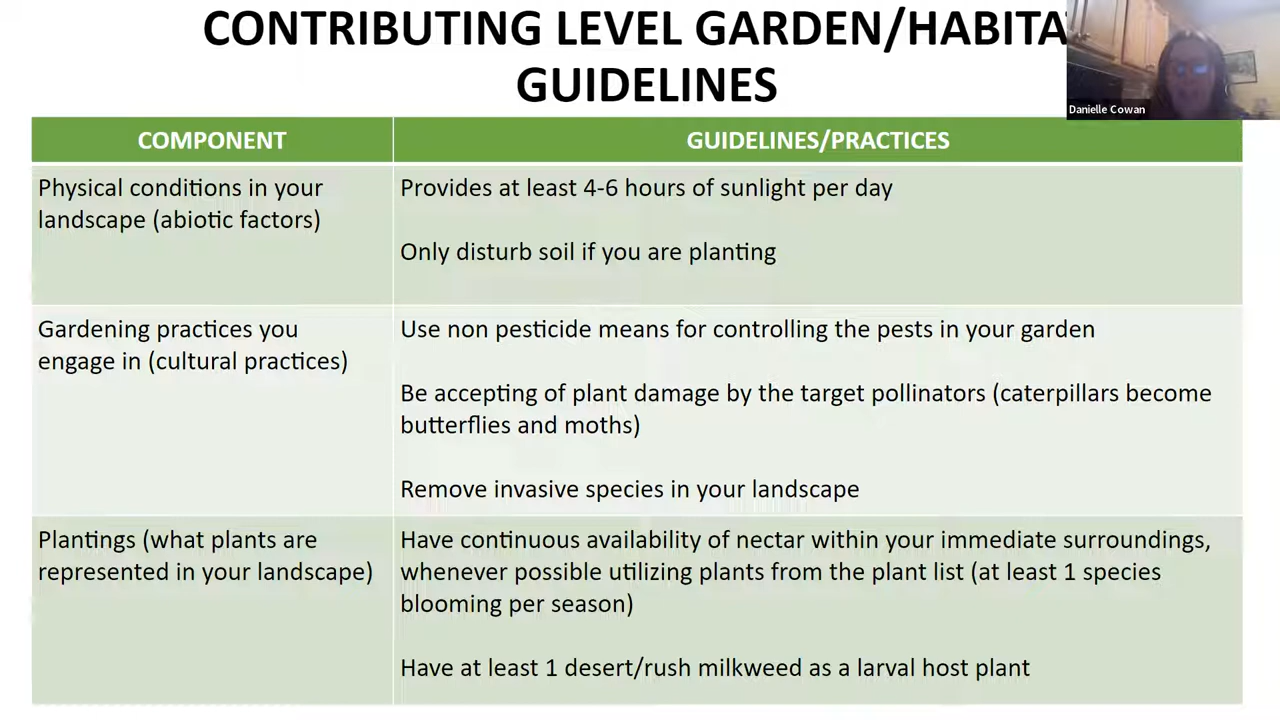 CONTRIBUTING LEVEL GARDEN/HABITA
GUIDELINES
Danielle Cowan
COMPONENT
GUIDELINES/PRACTICES
Physical conditions in your
landscape (abiotic factors)
Provides at least 4-6 hours of sunlight per day
Only disturb soil if you are planting
Gardening practices you
engage in (cultural practices)
Use non pesticide means for controlling the pests in your garden
Be accepting of plant damage by the target pollinators (caterpillars become
butterflies and moths)
Remove invasive species in your landscape
Plantings (what plants are
represented in your landscape)
Have continuous availability of nectar within your immediate surroundings,
whenever possible utilizing plants from the plant list (at least 1 species
blooming per season)
Have at least 1 desert/rush milkweed as a larval host plant